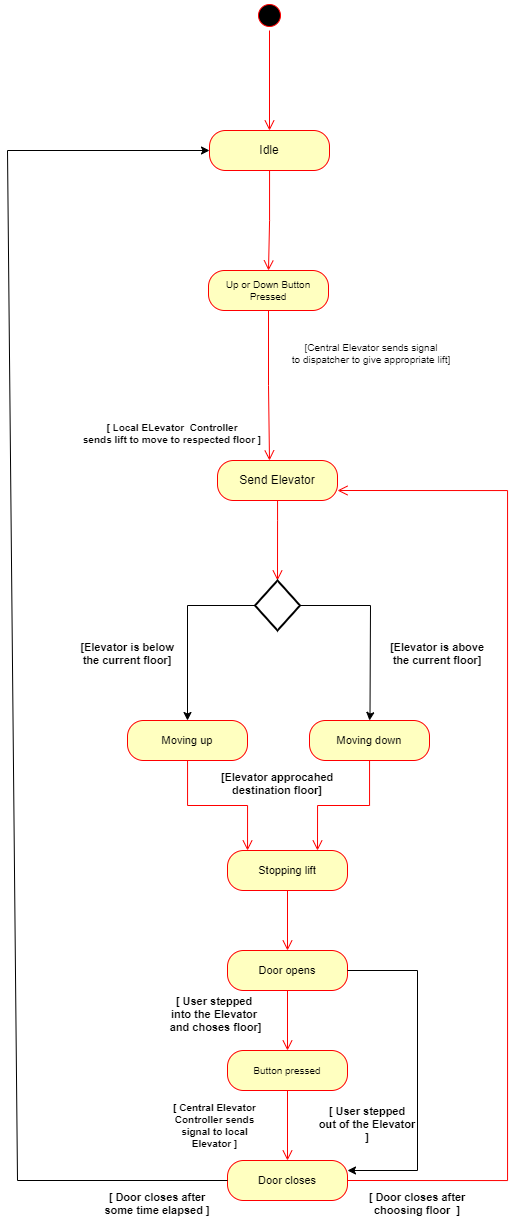 Idle
Up or Down Button
Pressed
[Central Elevator sends signal
to dispatcher to give appropriate lift]
[ Local ELevator  Controller
sends lift to move to respected floor ]
Send Elevator
[Elevator is below
the current floor]
[Elevator is above
the current floor]
Moving up
Moving down
[Elevator approcahed
destination floor]
Stopping lift
Door opens
[ User stepped
into the Elevator
and choses floor]
Button pressed
[ Central Elevator
Controller sends
signal to local
Elevator ]
[ User stepped
out of the Elevator
]
Door closes
[ Door closes after
some time elapsed ]
[ Door closes after
choosing floor  ]